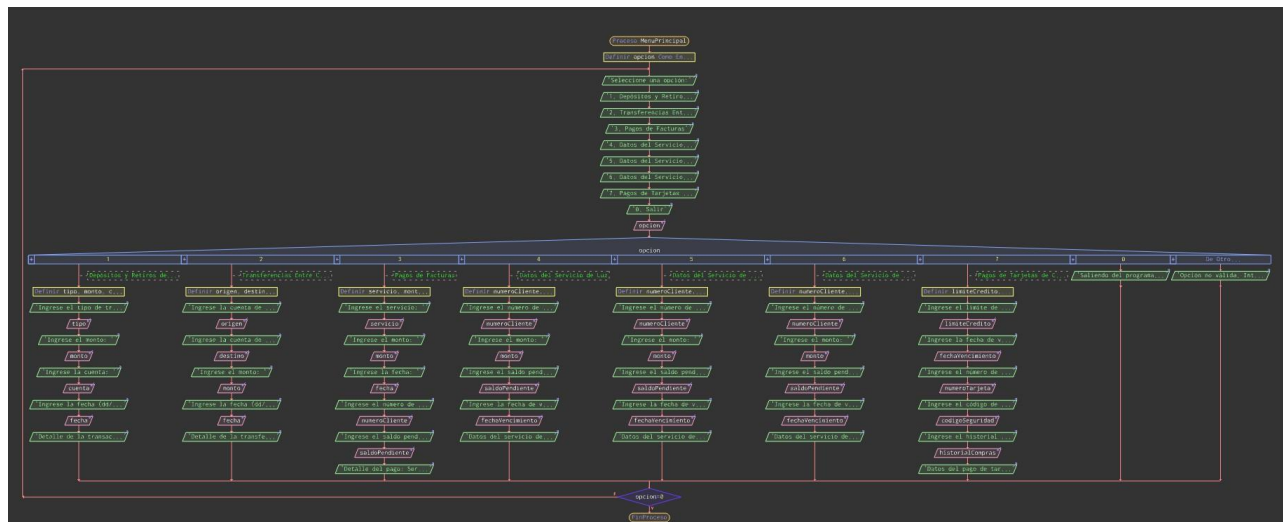 Proceso MenuPrincipal
Definir opcion Como En...
'Seleccione una opcion:
'1. Depósitos y Retiro...
'2. Transferencias Ent...
'3. Pagos de Facturas'
'4. Datos del Servicio...
'5. Datos del Servicio...
'6. Datos del Servicio...
'7. Pagos de Tarjetas ...
'0. Salir'
opcion
opcion
1 2 3 4 5 6 7 0 De Otro...
Depósitos y Retiros de... Transferencias Entre C... Pagos de Facturas Datos del Servicio de Luz Datos del Servicio de ... Datos del Servicio de ... Pagos de Tarjetas de C... 'Saliendo del programa... 'Opcion no valida. Int...
Definir tipo, monto, c... Definir origen, destin... Definir servicio, mont... Definir numeroCliente,... Definir numeroCliente,... Definir numeroCliente,... Definir limiteCredito,...
'Ingrese el tipo de tr... 'Ingrese la cuenta de ... 'Ingrese el servicio: 'Ingrese el numero de ... 'Ingrese el numero de ... 'Ingrese el número de ... 'Ingrese el limite de ...
tipo origen servicio numeroCliente numeroCliente numeroCliente limiteCredito
'Ingrese el monto: ' 'Ingrese la cuenta de ... 'Ingrese el monto: ' 'Ingrese el monto: ' 'Ingrese el monto: ' 'Ingrese el monto: ' 'Ingrese la fecha de v...
monto destino monto monto monto monto fechaVencimiento
'Ingrese la cuenta: ' 'Ingrese el monto: ' 'Ingrese la fecha: 'Ingrese el saldo pend... 'Ingrese el saldo pend... 'Ingrese el saldo pend... 'Ingrese el número de ...
cuenta monto fecha saldoPendiente saldoPendiente saldoPendiente numeroTarjeta
'Ingrese la fecha (dd/... 'Ingrese la fecha (dd/... 'Ingrese el numero de ... 'Ingrese la fecha de v... 'Ingrese la fecha de v... 'Ingrese la fecha de v... 'Ingrese el código de ...
fecha fecha numeroCliente fechaVencimiento fechaVencimiento fechaVencimiento codigoSeguridad
'Detalle de la transac... 'Detalle de la transfe... 'Ingrese el saldo pend... 'Datos del servicio de... 'Datos del servicio de... 'Datos del servicio de... 'Ingrese el historial ...
saldoPendiente historialCompras
'Detalle del pago: Ser... 'Datos del pago de tar...
opcion=0
FinProceso